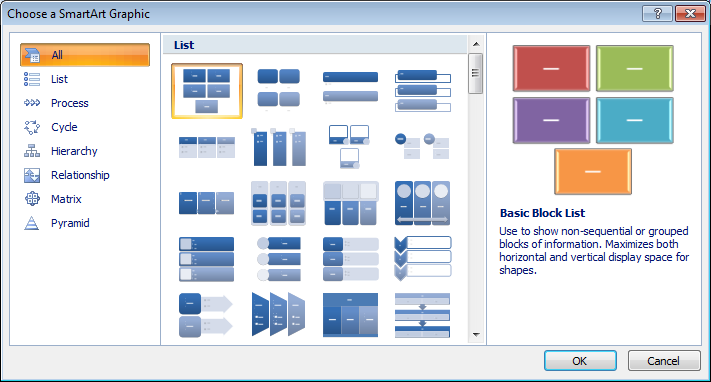 Choose a SmartArt Graphic
All
List
Process
Cycle
Hierarchy
Relationship
Matrix
Pyramid
List
Basic Block List
Use to show non-sequential or grouped
blocks of information. Maximizes both
horizontal and vertical display space for
shapes.
OK
Cancel